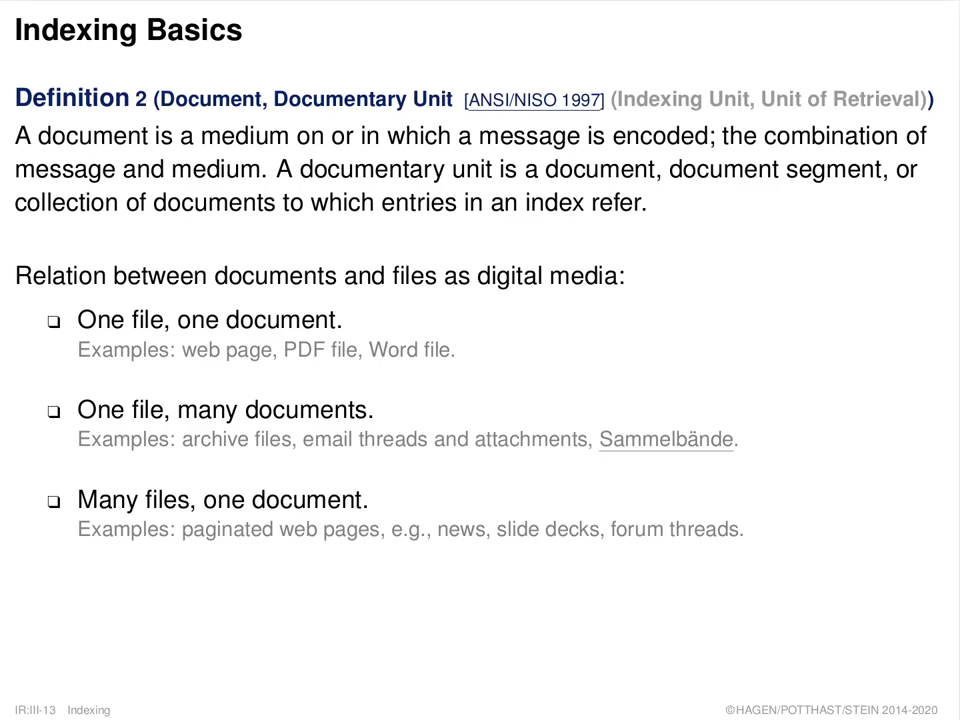 Indexing Basics
Definition 2 (Document, Documentary Unit [ANSI/NISO 1997] (Indexing Unit, Unit of Retrieval))
A document is a medium on or in which a message is encoded; the combination of
message and medium. A documentary unit is a document, document segment, or
collection of documents to which entries in an index refer.
Relation between documents and files as digital media:
❑ One file, one document.
Examples: web page, PDF file, Word file.
❑ One file, many documents.
Examples: archive files, email threads and attachments, Sammelbände.
❑ Many files, one document.
Examples: paginated web pages, e.g., news, slide decks, forum threads.
IR:III-13 Indexing
©HAGEN/POTTHAST/STEIN 2014-2020